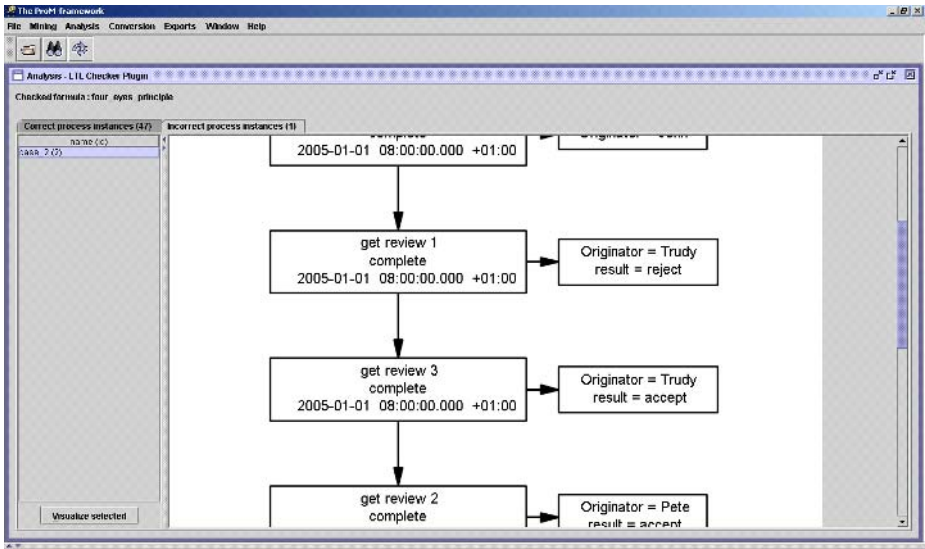 The ProM framework
File Mining Analysis Conversion Exports Window Help
Analysis - LTL Checker Plugin
Checked formula : four_eyes_principle
Correct process instances (47) Incorrect process instances (1)
name (x)
case_2 (2)
complete
Originator = John
2005-01-01 08:00:00.000 +01:00
get review 1
complete
2005-01-01 08:00:00.000 +01:00
Originator = Trudy
result = reject
get review 3
complete
2005-01-01 08:00:00.000 +01:00
Originator = Trudy
result = accept
get review 2
complete
Originator = Pete
result = accept
Visualize selected